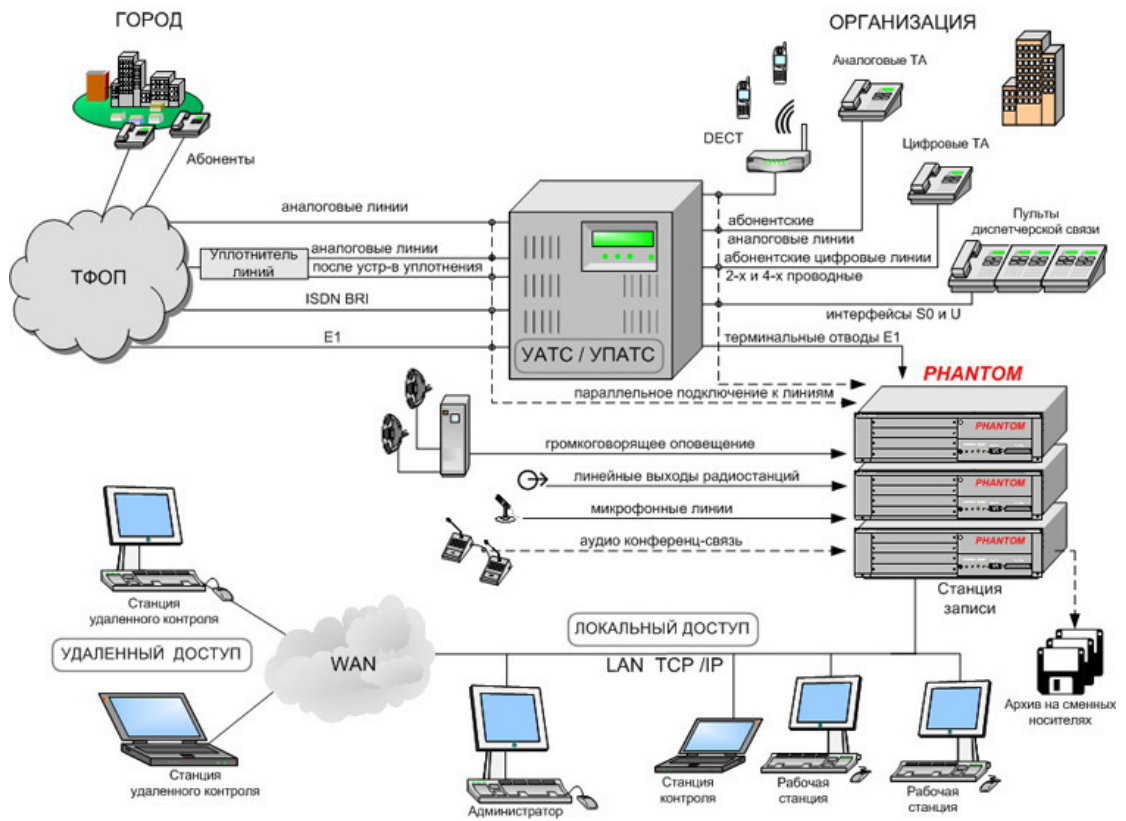 ГОРОД
ОРГАНИЗАЦИЯ
Аналоговые ТА
DECT
Абоненты
Цифровые ТА
аналоговые линии
абонентские
аналоговые линии
Пульты
диспетчерской связи
Уплотнитель
линий
аналоговые линии
после устр-в уплотнения
абонентские цифровые линии
2-х и 4-х проводные
ТФОП
ISDN BRI
интерфейсы S0 и U
E1
УАТС / УПАТС
терминальные отводы E1
PHANTOM
параллельное подключение к линиям
PHANTOM
громкоговорящее оповещение
линейные выходы радиостанций
PHANTOM
микрофонные линии
аудио конференц-связь
PHANTOM
Станция
записи
Станция
удаленного контроля
ЛОКАЛЬНЫЙ ДОСТУП
УДАЛЕННЫЙ ДОСТУП
WAN
LAN TCP /IP
Архив на сменных
носителях
Станция
удаленного контроля
Администратор
Станция
контроля
Рабочая
станция
Рабочая
станция